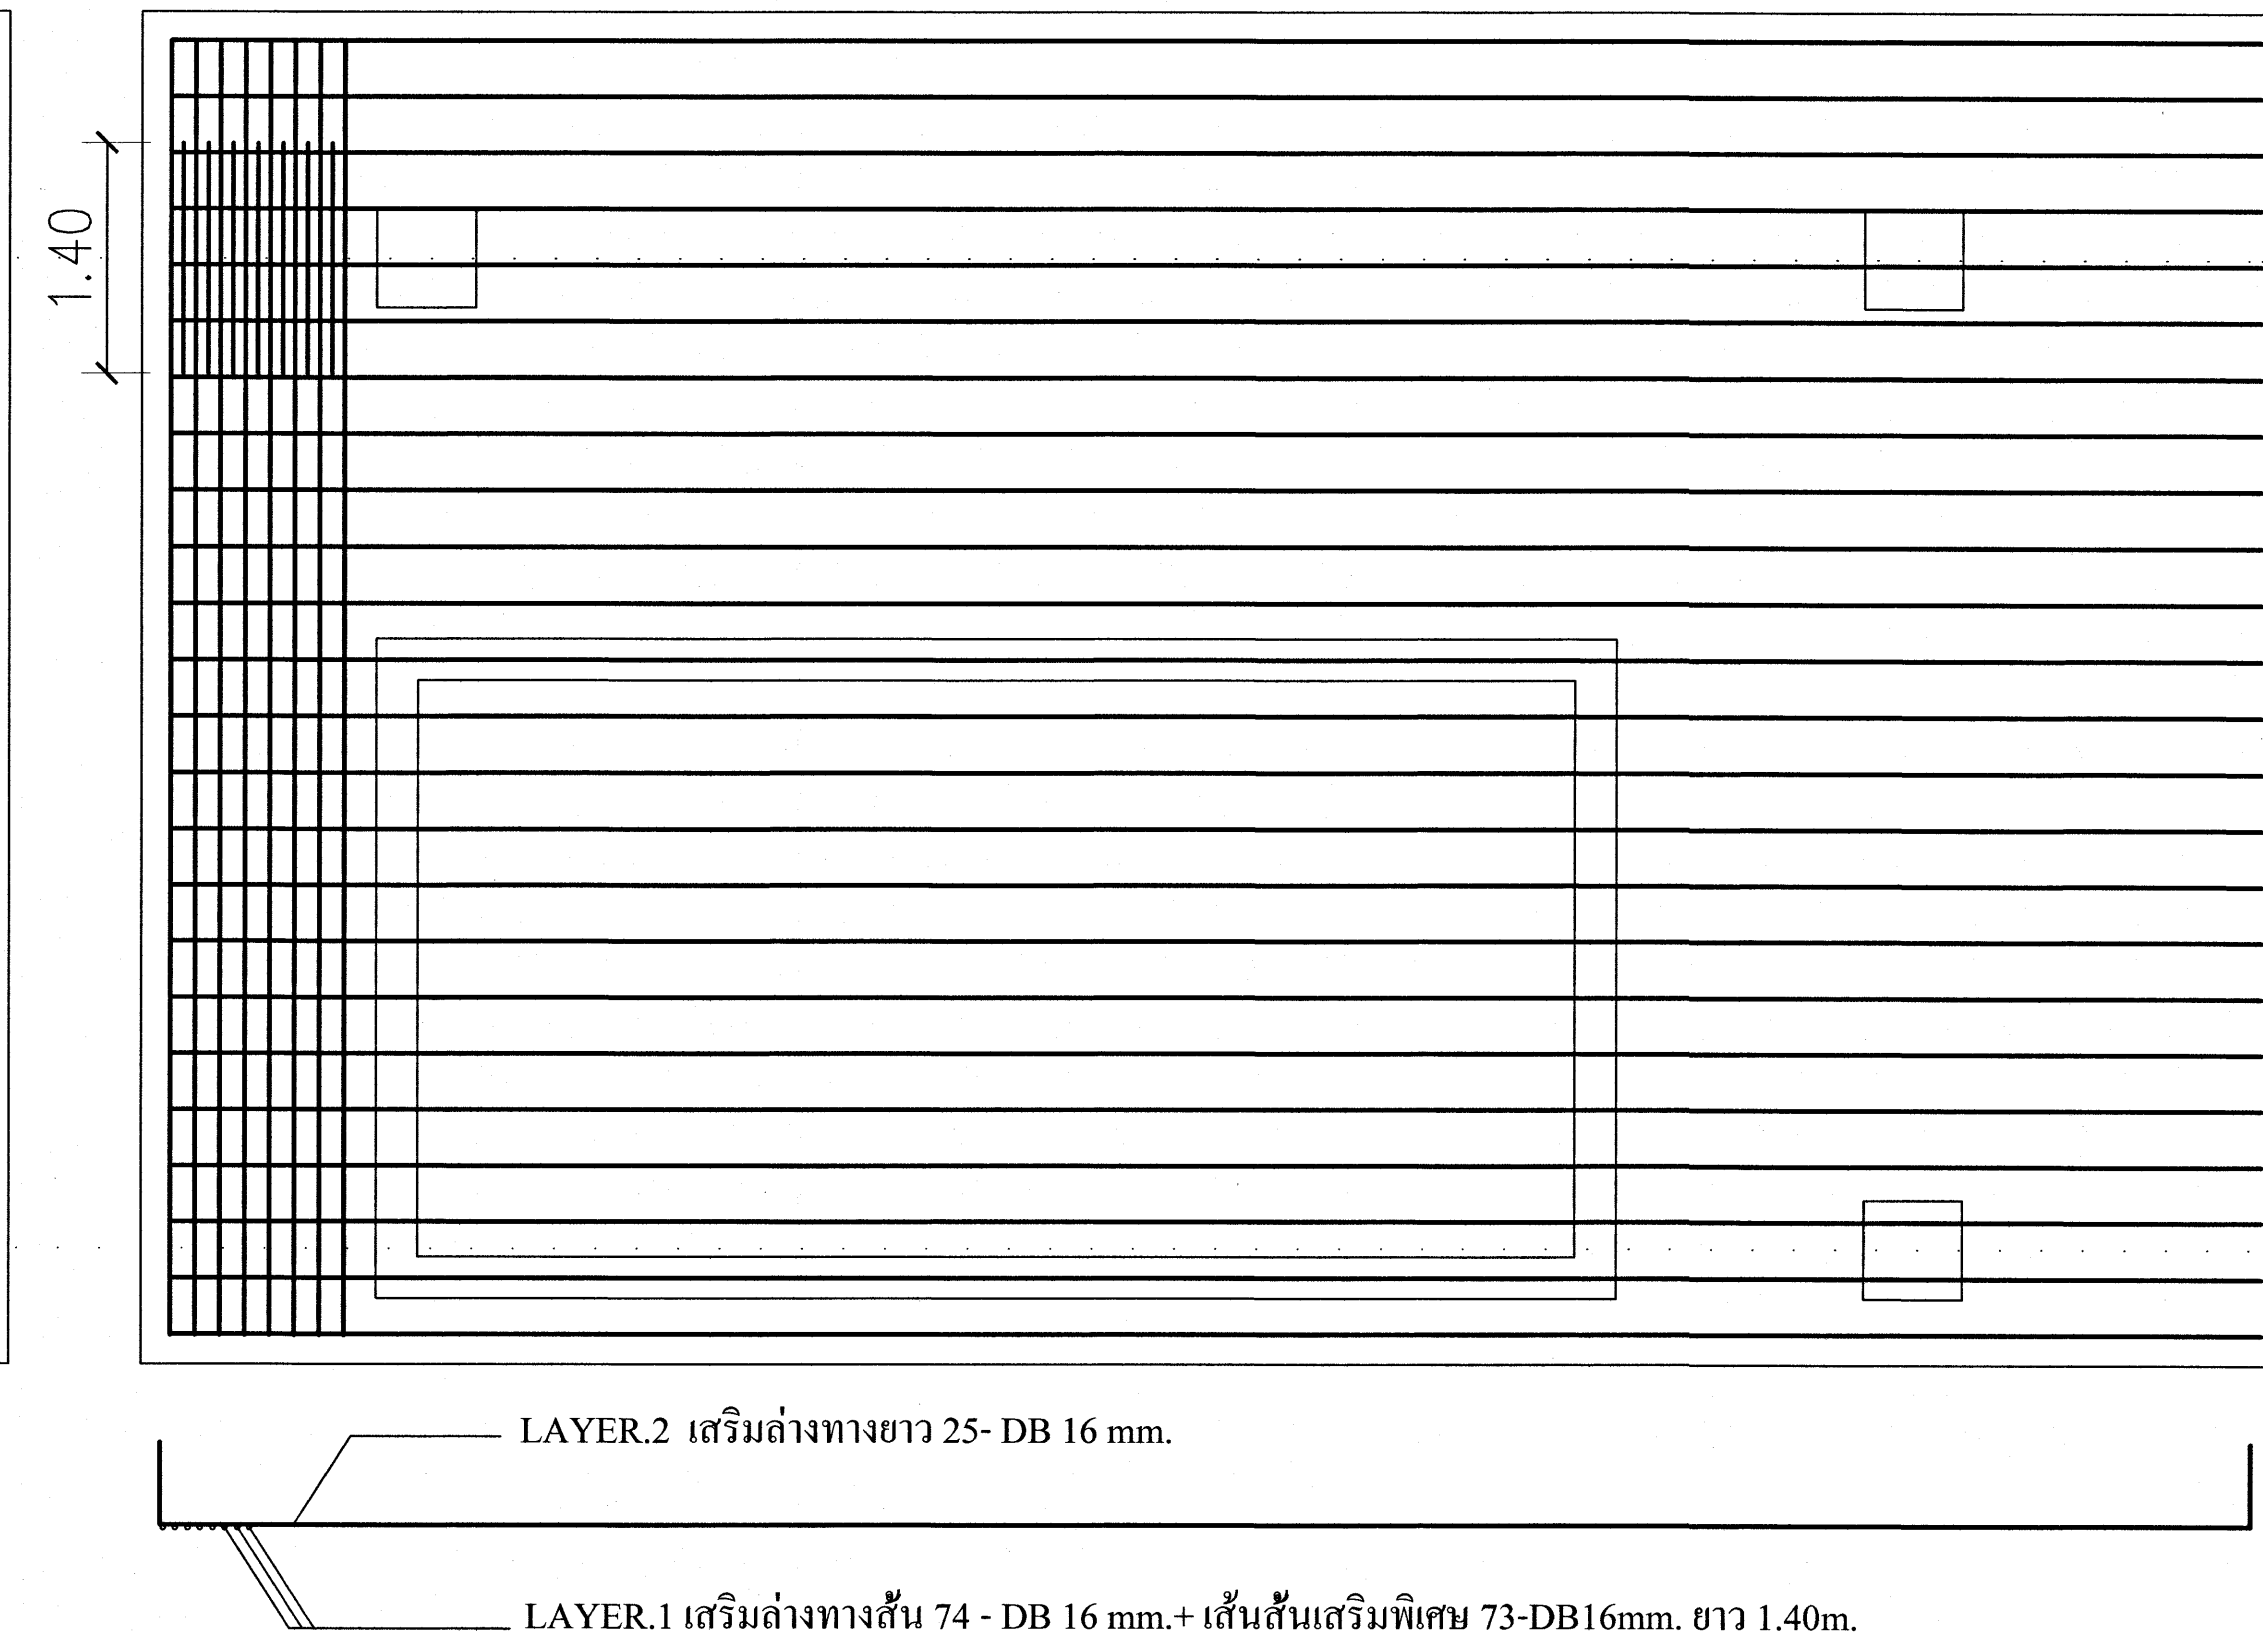 1.40
LAYER.2 เสริมล่างทางยาว 25- DB 16 mm.
LAYER.1 เสริมล่างทางสั้น 74 - DB 16 mm.+ เส้นสั้นเสริมพิเศษ 73-DB16mm. ยาว 1.40m.